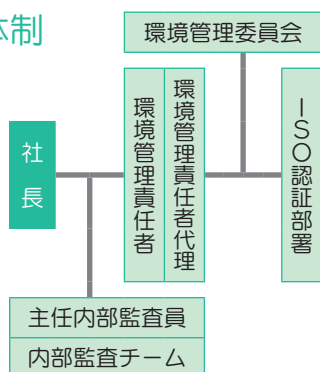 体制
環境管理委員会
社長
環境管理責任者
環境管理責任者代理
ISO認証部署
主任内部監査員
内部監査チーム